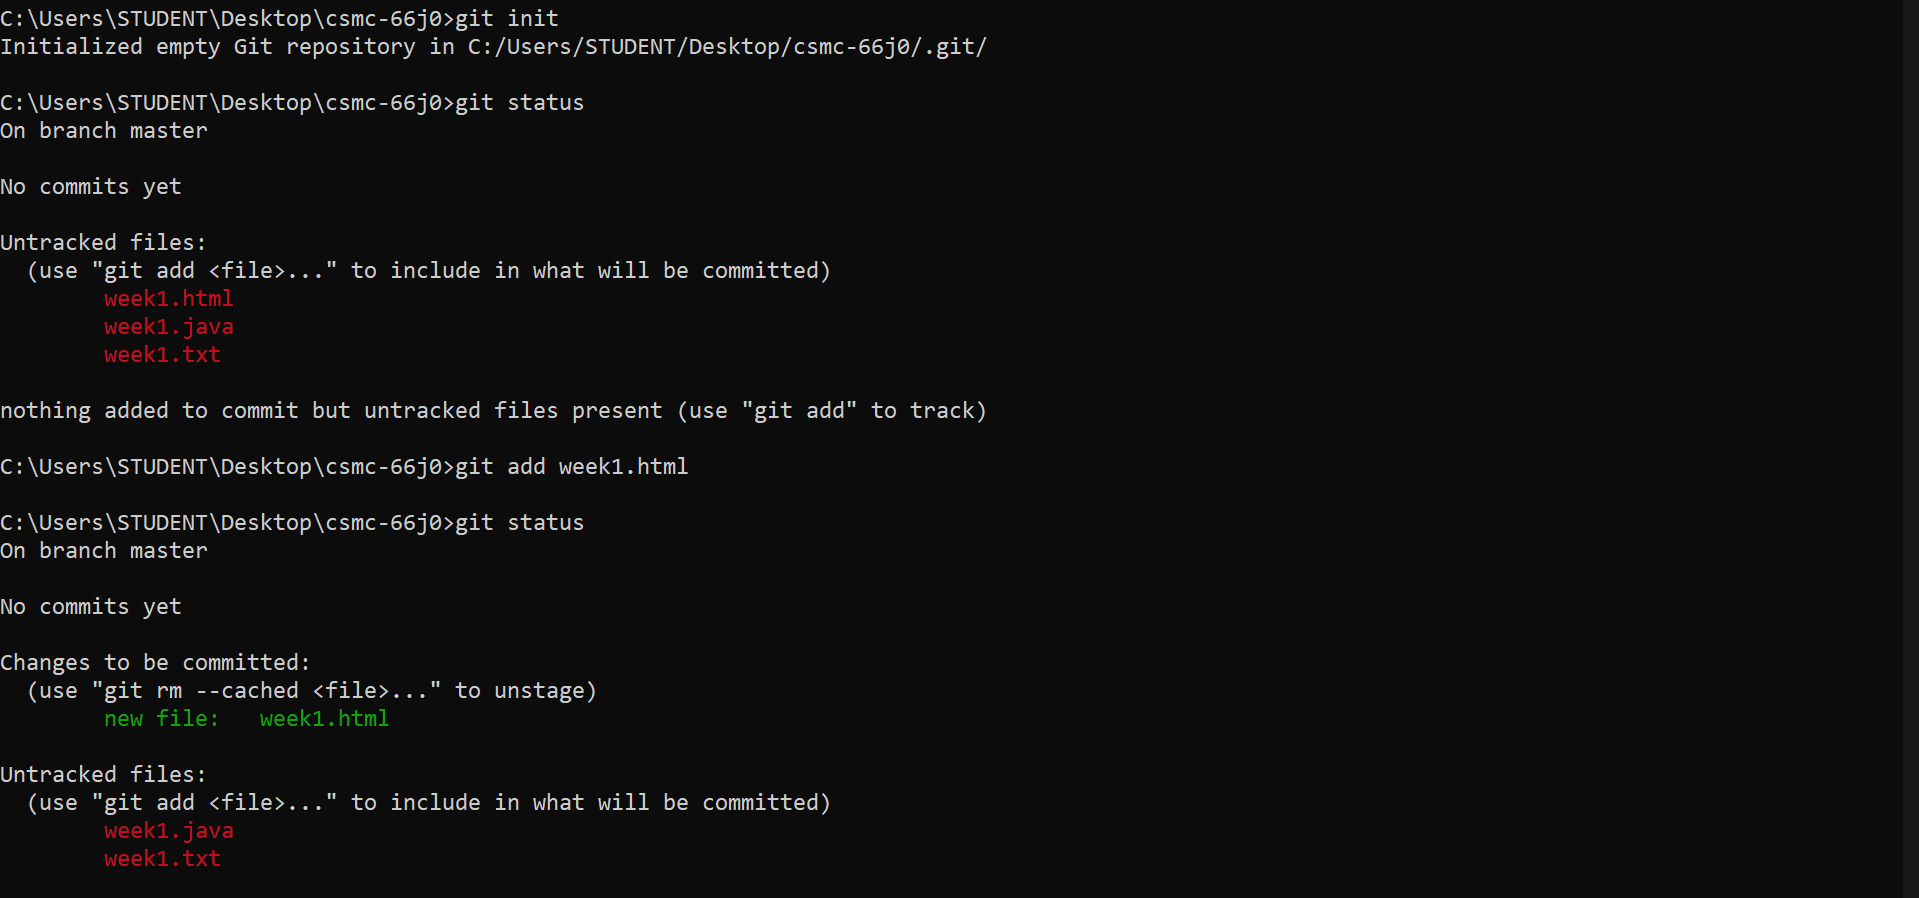 C:\Users\STUDENT\Desktop\csmc-66j0>git init
Initialized empty Git repository in C:/Users/STUDENT/Desktop/csmc-66j0/.git/
C:\Users\STUDENT\Desktop\csmc-66j0>git status
On branch master
No commits yet
Untracked files:
  (use "git add <file>..." to include in what will be committed)
        week1.html
        week1.java
        week1.txt
nothing added to commit but untracked files present (use "git add" to track)
C:\Users\STUDENT\Desktop\csmc-66j0>git add week1.html
C:\Users\STUDENT\Desktop\csmc-66j0>git status
On branch master
No commits yet
Changes to be committed:
  (use "git rm --cached <file>..." to unstage)
        new file:   week1.html
Untracked files:
  (use "git add <file>..." to include in what will be committed)
        week1.java
        week1.txt